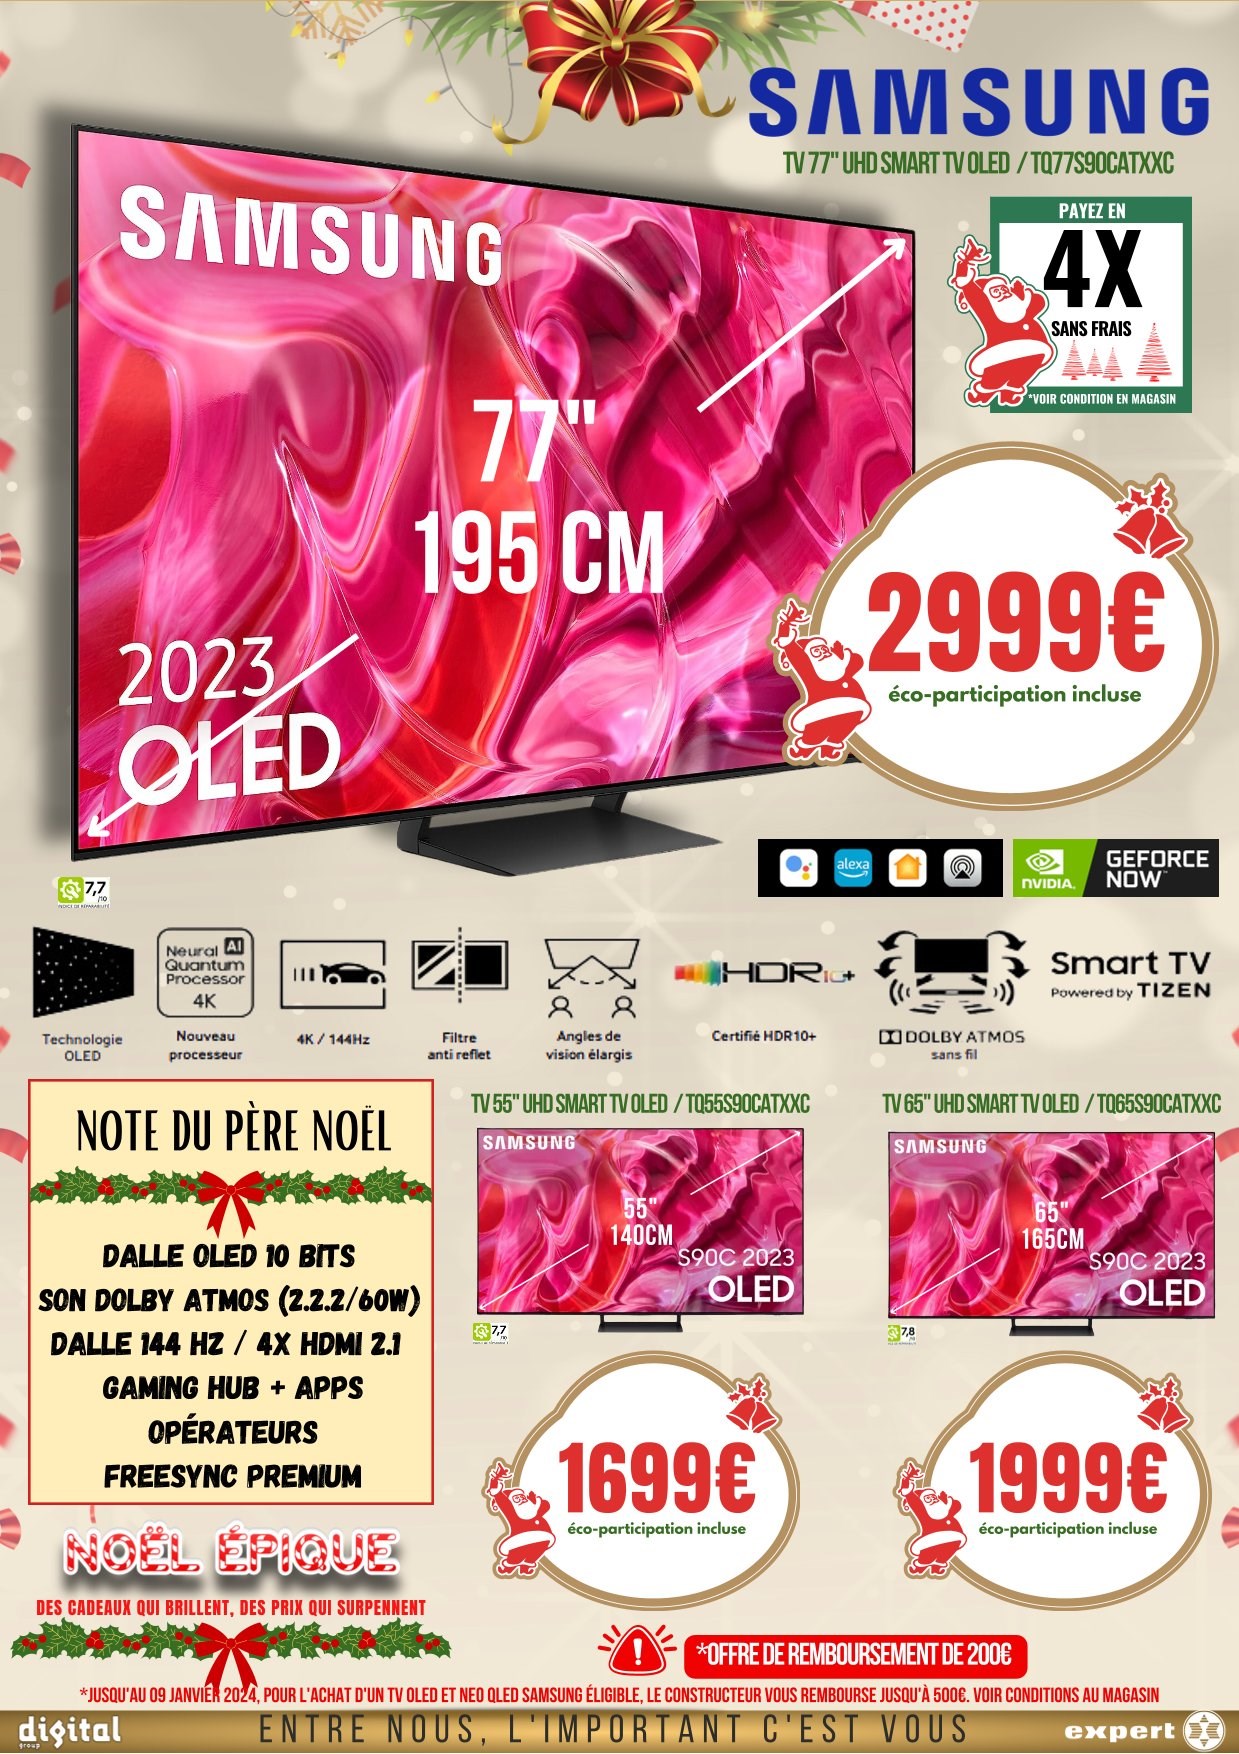 SAMSUNG
TV 77" UHD SMART TV OLED / TQ77S90CATXXC
PAYEZ EN
4X
SANS FRAIS
*VOIR CONDITION EN MAGASIN
SAMSUNG
77"
195 CM
2023
OLED
2999€
éco-participation incluse
7,7
/10
INDICE DE RÉPARABILITÉ
alexa
NVIDIA.
GEFORCE
NOW
Neural AI
Quantum
Processor
4K
HDR10+
Smart TV
Powered by TIZEN
Technologie
OLED
Nouveau
processeur
4K / 144Hz
Filtre
anti reflet
Angles de
vision élargis
Certifié HDR10+
DOLBY ATMOS
sans fil
NOTE DU PÈRE NOËL
DALLE OLED 10 BITS
SON DOLBY ATMOS (2.2.2/60W)
DALLE 144 HZ / 4X HDMI 2.1
GAMING HUB + APPS
OPÉRATEURS
FREESYNC PREMIUM
TV 55" UHD SMART TV OLED / TQ55S90CATXXC
SAMSUNG
55"
140CM
S90C 2023
OLED
7,7
/10
1699€
éco-participation incluse
TV 65" UHD SMART TV OLED / TQ65S90CATXXC
SAMSUNG
65"
165CM
S90C 2023
OLED
7,8
/10
1999€
éco-participation incluse
NOËL ÉPIQUE
DES CADEAUX QUI BRILLENT, DES PRIX QUI SURPENNENT
*OFFRE DE REMBOURSEMENT DE 200€
*JUSQU'AU 09 JANVIER 2024, POUR L'ACHAT D'UN TV OLED ET NEO QLED SAMSUNG ÉLIGIBLE, LE CONSTRUCTEUR VOUS REMBOURSE JUSQU'À 500€. VOIR CONDITIONS AU MAGASIN
digital
group
ENTRE NOUS, L'IMPORTANT C'EST VOUS
expert